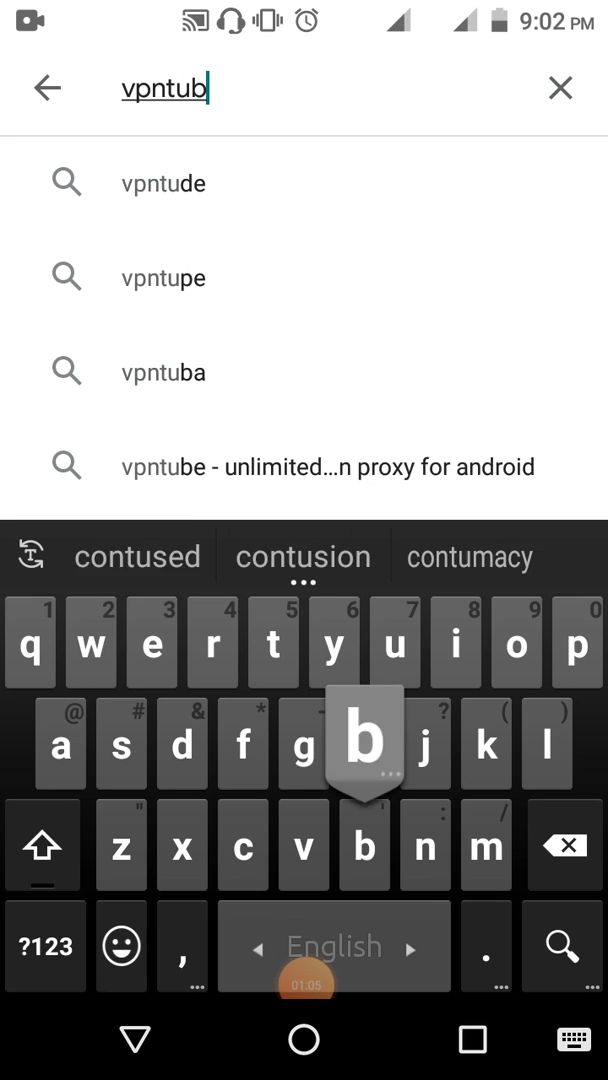 9:02 PM
vpntub
vpntude
vpntupe
vpntuba
vpntube - unlimited...n proxy for android
contused contusion contumacy
1 2 3 4 5 6 7 8 9 0
q w e r t y u i o p
@ # & * - ? ( )
a s d f g b j k l
" ' : /
z x c v b n m
?123 , English .
01:05